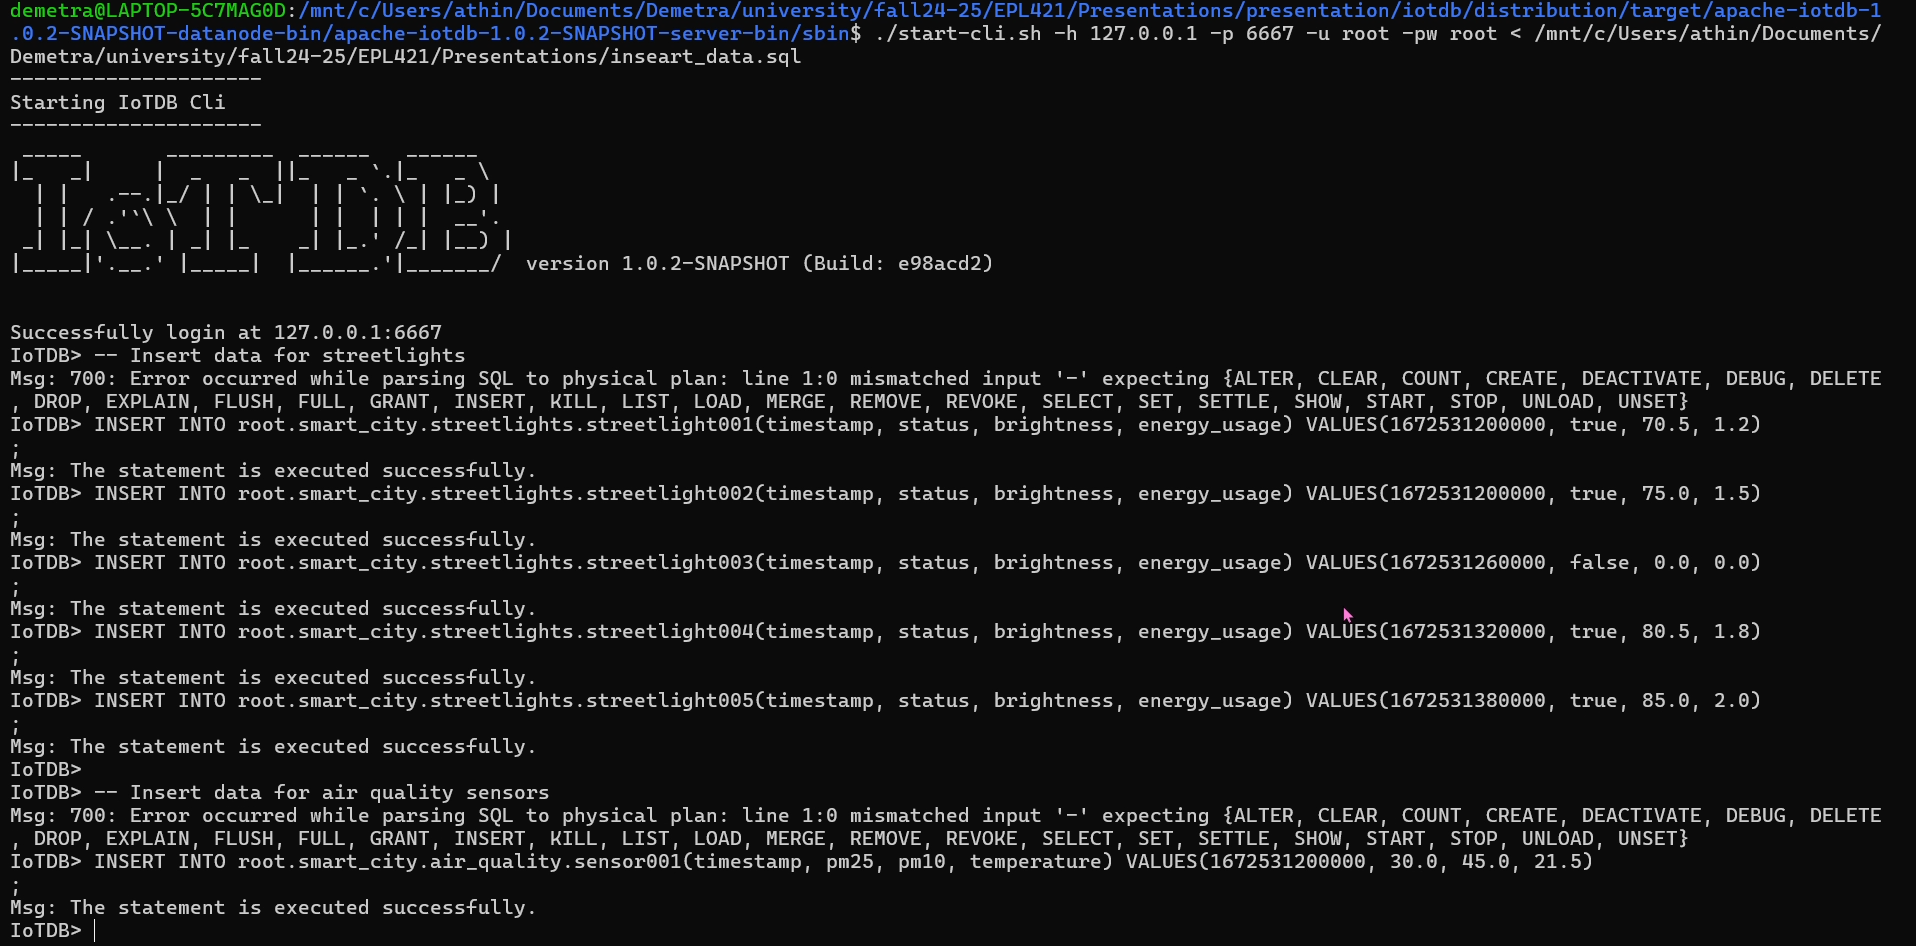 demetra@LAPTOP-5C7MAG0D:/mnt/c/Users/athin/Documents/Demetra/university/fall24-25/EPL421/Presentations/presentation/iotdb/distribution/target/apache-iotdb-1
.0.2-SNAPSHOT-datanode-bin/apache-iotdb-1.0.2-SNAPSHOT-server-bin/sbin$ ./start-cli.sh -h 127.0.0.1 -p 6667 -u root -pw root < /mnt/c/Users/athin/Documents/
Demetra/university/fall24-25/EPL421/Presentations/inseart_data.sql
---------------------
Starting IoTDB Cli
---------------------
 _____       _________  ______   ______
|_   _|     |  _   _  ||_   _ `.|_   _ \
  | |   .--.|_/ | | \_|  | | `. \ | |_) |
  | | / .'`\ \  | |      | |  | | |  __'.
 _| |_| \__. | _| |_    _| |_.' /_| |__) |
|_____|'.__.' |_____|  |______.'|_______/  version 1.0.2-SNAPSHOT (Build: e98acd2)
Successfully login at 127.0.0.1:6667
IoTDB> -- Insert data for streetlights
Msg: 700: Error occurred while parsing SQL to physical plan: line 1:0 mismatched input '-' expecting {ALTER, CLEAR, COUNT, CREATE, DEACTIVATE, DEBUG, DELETE
, DROP, EXPLAIN, FLUSH, FULL, GRANT, INSERT, KILL, LIST, LOAD, MERGE, REMOVE, REVOKE, SELECT, SET, SETTLE, SHOW, START, STOP, UNLOAD, UNSET}
IoTDB> INSERT INTO root.smart_city.streetlights.streetlight001(timestamp, status, brightness, energy_usage) VALUES(1672531200000, true, 70.5, 1.2)
;
Msg: The statement is executed successfully.
IoTDB> INSERT INTO root.smart_city.streetlights.streetlight002(timestamp, status, brightness, energy_usage) VALUES(1672531200000, true, 75.0, 1.5)
;
Msg: The statement is executed successfully.
IoTDB> INSERT INTO root.smart_city.streetlights.streetlight003(timestamp, status, brightness, energy_usage) VALUES(1672531260000, false, 0.0, 0.0)
;
Msg: The statement is executed successfully.
IoTDB> INSERT INTO root.smart_city.streetlights.streetlight004(timestamp, status, brightness, energy_usage) VALUES(1672531320000, true, 80.5, 1.8)
;
Msg: The statement is executed successfully.
IoTDB> INSERT INTO root.smart_city.streetlights.streetlight005(timestamp, status, brightness, energy_usage) VALUES(1672531380000, true, 85.0, 2.0)
;
Msg: The statement is executed successfully.
IoTDB>
IoTDB> -- Insert data for air quality sensors
Msg: 700: Error occurred while parsing SQL to physical plan: line 1:0 mismatched input '-' expecting {ALTER, CLEAR, COUNT, CREATE, DEACTIVATE, DEBUG, DELETE
, DROP, EXPLAIN, FLUSH, FULL, GRANT, INSERT, KILL, LIST, LOAD, MERGE, REMOVE, REVOKE, SELECT, SET, SETTLE, SHOW, START, STOP, UNLOAD, UNSET}
IoTDB> INSERT INTO root.smart_city.air_quality.sensor001(timestamp, pm25, pm10, temperature) VALUES(1672531200000, 30.0, 45.0, 21.5)
;
Msg: The statement is executed successfully.
IoTDB>